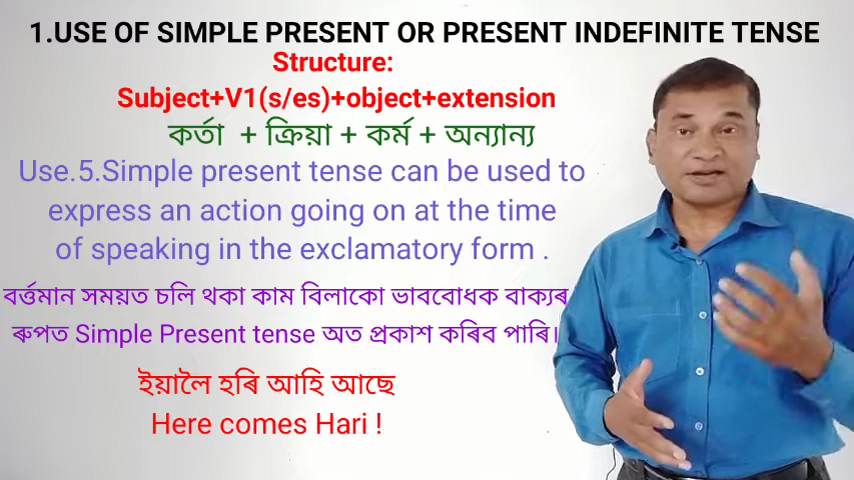 1.USE OF SIMPLE PRESENT OR PRESENT INDEFINITE TENSE
Structure:
Subject+V1(s/es)+object+extension
কৰ্তা + ক্ৰিয়া + কৰ্ম + অন্যান্য
Use.5.Simple present tense can be used to
express an action going on at the time
of speaking in the exclamatory form .
বৰ্ত্তমান সময়ত চলি থকা কাম বিলাকো ভাববোধক বাক্যৰ
ৰুপত Simple Present tense অত প্ৰকাশ কৰিব পাৰি।
ইয়ালৈ হৰি আহি আছে
Here comes Hari !